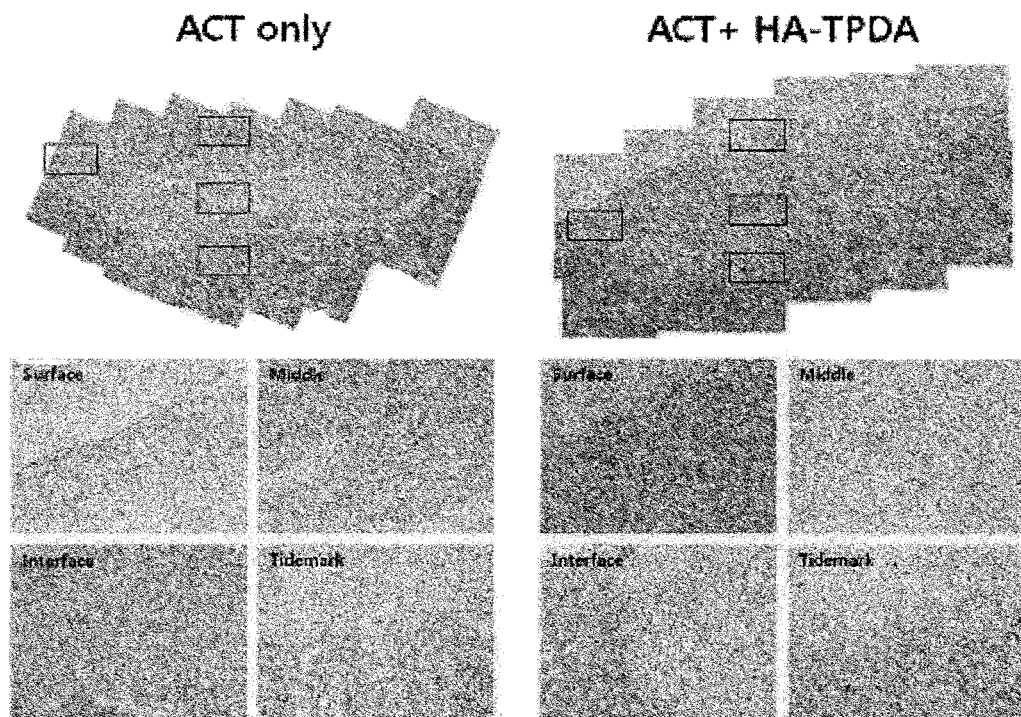 ACT only
ACT+ HA-TPDA
Surface
Middle
Surface
Middle
Interface
Tidemark
Interface
Tidemark